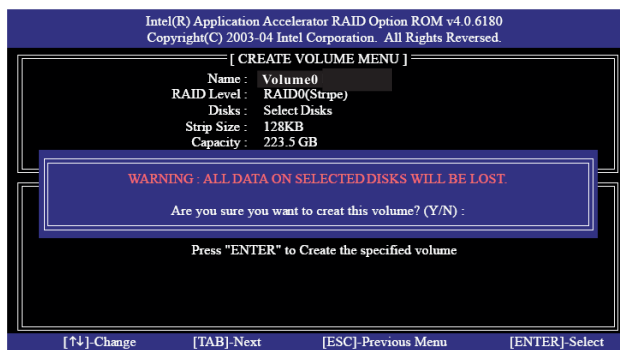 Intel(R) Application Accelerator RAID Option ROM v4.0.6180
Copyright(C) 2003-04 Intel Corporation. All Rights Reversed.
[ CREATE VOLUME MENU ]
Name : Volume0
RAID Level : RAID0(Stripe)
Disks : Select Disks
Strip Size : 128KB
Capacity : 223.5 GB
WARNING : ALL DATA ON SELECTED DISKS WILL BE LOST.
Are you sure you want to creat this volume? (Y/N) :
Press "ENTER" to Create the specified volume
[↑↓]-Change [TAB]-Next [ESC]-Previous Menu [ENTER]-Select